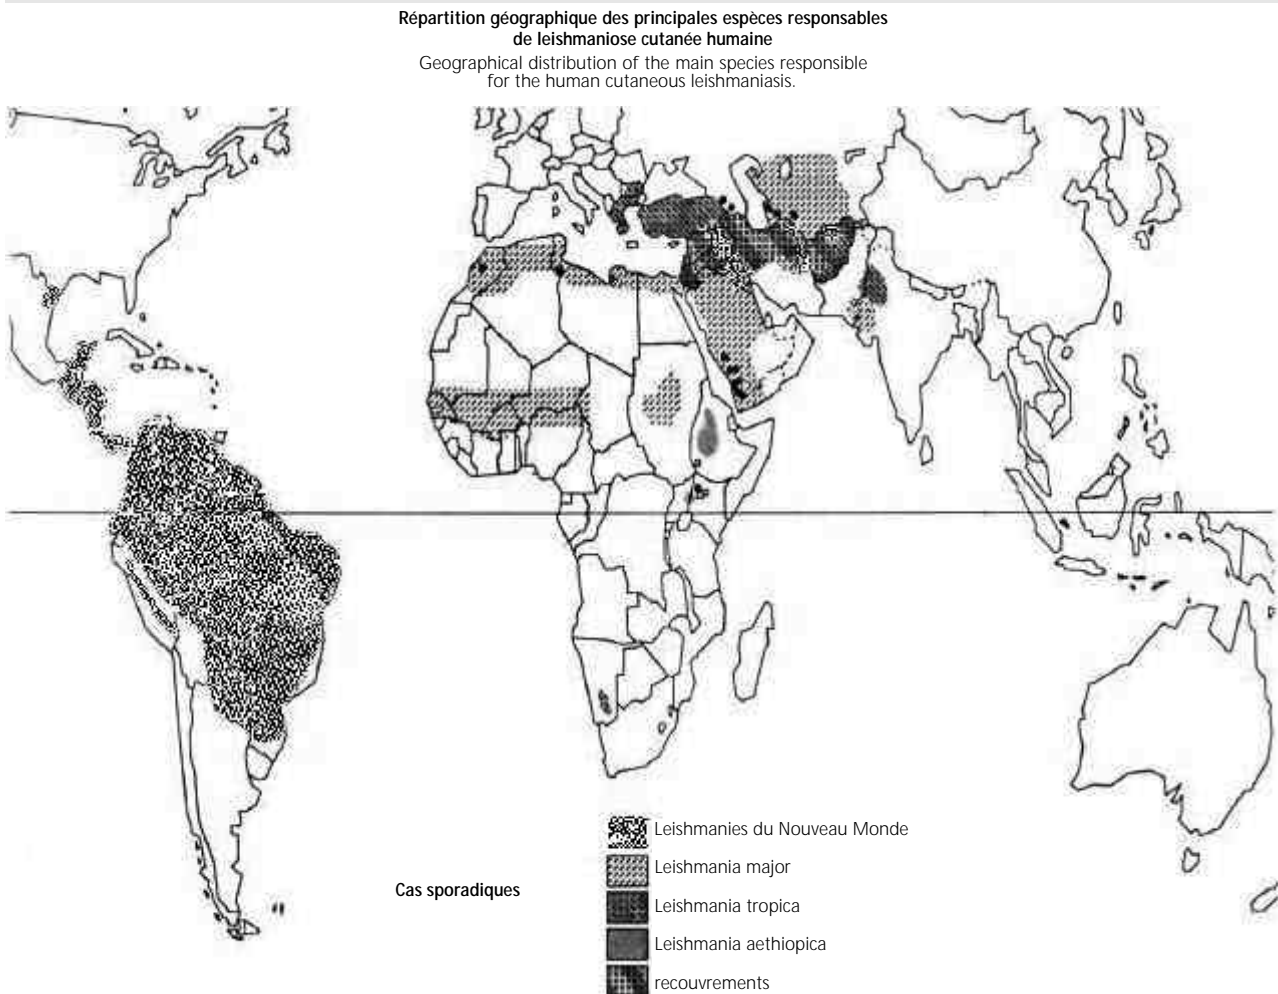 Répartition géographique des principales espèces responsables
de leishmaniose cutanée humaine
Geographical distribution of the main species responsible
for the human cutaneous leishmaniasis.
Leishmanies du Nouveau Monde
Leishmania major
Cas sporadiques
Leishmania tropica
Leishmania aethiopica
recouvrements